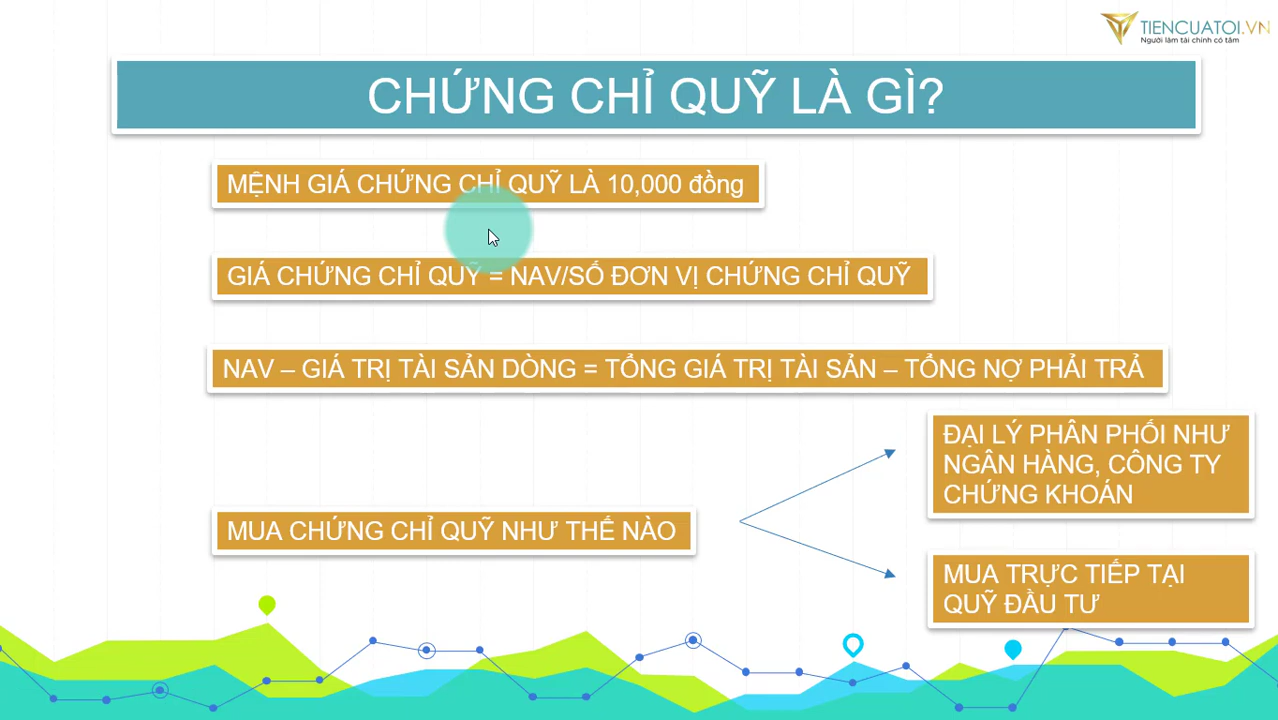 TIENCUATOI.VN
Người làm tài chính có tâm
CHỨNG CHỈ QUỸ LÀ GÌ?
MỆNH GIÁ CHỨNG CHỈ QUỸ LÀ 10,000 đồng
GIÁ CHỨNG CHỈ QUỸ = NAV/SỐ ĐƠN VỊ CHỨNG CHỈ QUỸ
NAV – GIÁ TRỊ TÀI SẢN DÒNG = TỔNG GIÁ TRỊ TÀI SẢN – TỔNG NỢ PHẢI TRẢ
ĐẠI LÝ PHÂN PHỐI NHƯ
NGÂN HÀNG, CÔNG TY
CHỨNG KHOÁN
MUA CHỨNG CHỈ QUỸ NHƯ THẾ NÀO
MUA TRỰC TIẾP TẠI
QUỸ ĐẦU TƯ